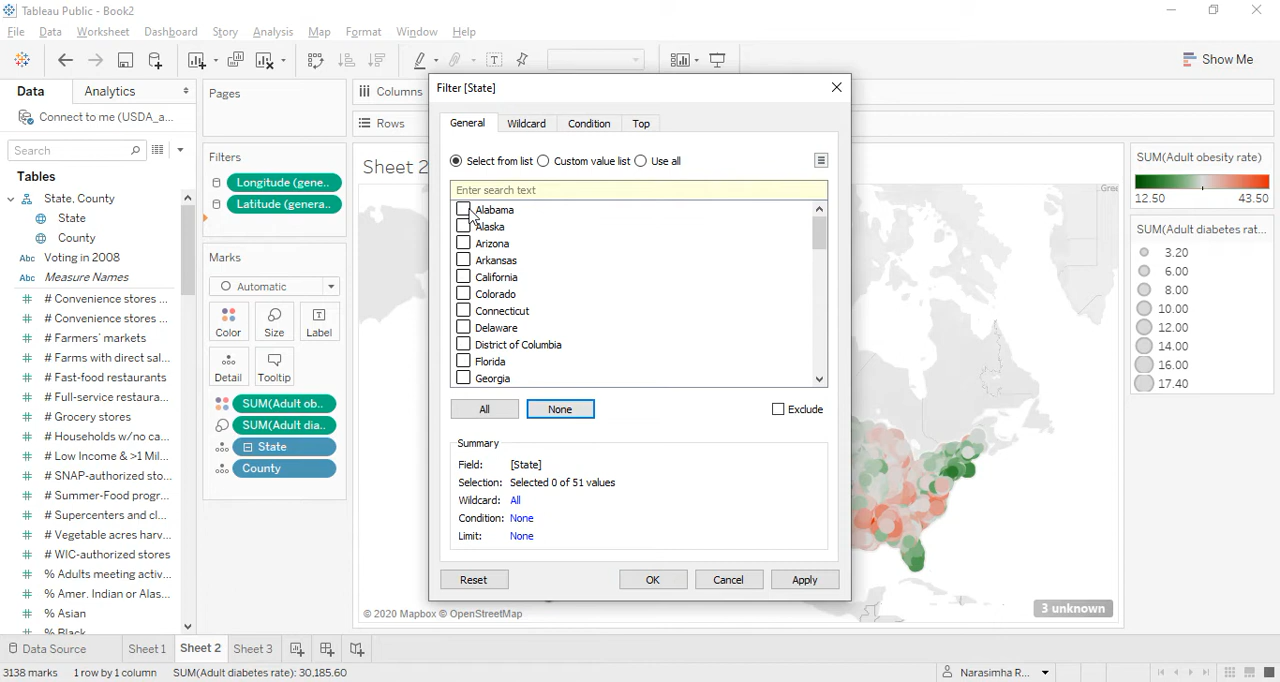 Tableau Public - Book2
File Data Worksheet Dashboard Story Analysis Map Format Window Help
Show Me
Data Analytics
Connect to me (USDA_a...
Search
Tables
State, County
State
County
Voting in 2008
Measure Names
# Convenience stores ...
# Convenience stores ...
# Farmers` markets
# Farms with direct sal...
# Fast-food restaurants
# Full-service restaura...
# Grocery stores
# Households w/no ca...
# Low Income & >1 Mil...
# SNAP-authorized sto...
# Summer-Food progr...
# Supercenters and cl...
# Vegetable acres harv...
# WIC-authorized stores
% Adults meeting activ...
% Amer. Indian or Alas...
% Asian
% Black
Pages
Filters
Longitude (gene..
Latitude (genera..
Marks
Automatic
Color Size Label
Detail Tooltip
SUM(Adult ob..
SUM(Adult dia..
State
County
Columns
Rows
Sheet 2
Filter [State]
General Wildcard Condition Top
Select from list Custom value list Use all
Enter search text
Alabama
Alaska
Arizona
Arkansas
California
Colorado
Connecticut
Delaware
District of Columbia
Florida
Georgia
All None Exclude
Summary
Field: [State]
Selection: Selected 0 of 51 values
Wildcard: All
Condition: None
Limit: None
Reset OK Cancel Apply
© 2020 Mapbox © OpenStreetMap
3 unknown
SUM(Adult obesity rate)
12.50 43.50
SUM(Adult diabetes rat...
3.20
6.00
8.00
10.00
12.00
14.00
16.00
17.40
Data Source Sheet 1 Sheet 2 Sheet 3
3138 marks 1 row by 1 column SUM(Adult diabetes rate): 30,185.60 Narasimha R...